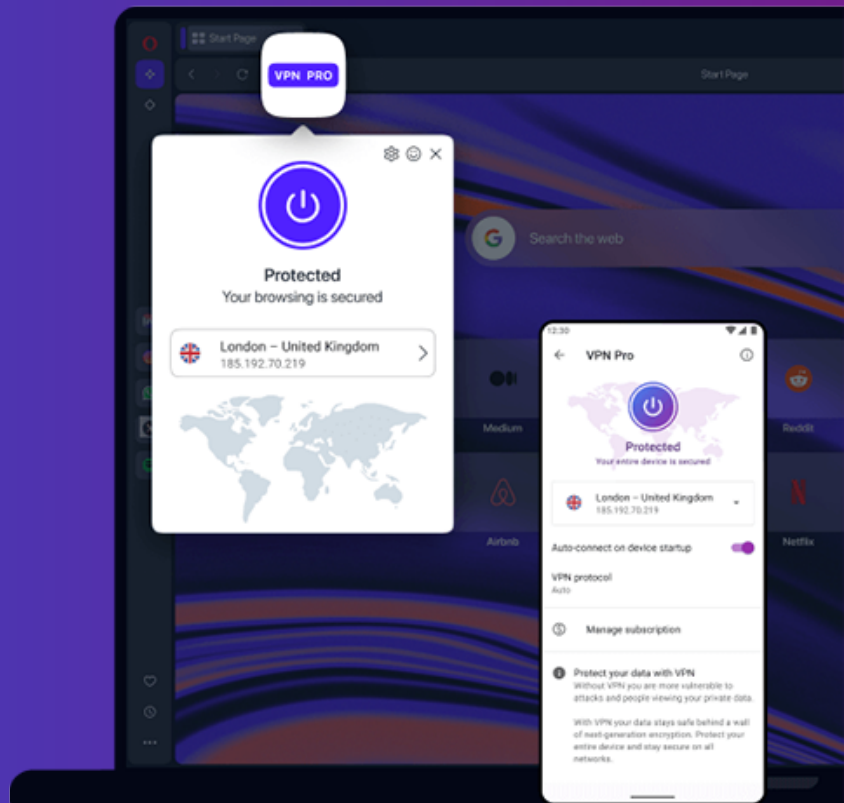 Start Page
Start Page
VPN PRO
Protected
Your browsing is secured
London – United Kingdom
185.192.70.219
Search the web
Medium
Reddit
Airbnb
Netflix
12:30
VPN Pro
Protected
Your entire device is secured
London – United Kingdom
185.192.70.219
Auto-connect on device startup
VPN protocol
Auto
Manage subscription
Protect your data with VPN
Without VPN you are more vulnerable to
attacks and people viewing your private data.
With VPN your data stays safe behind a wall
of next-generation encryption. Protect your
entire device and stay secure on all
networks.